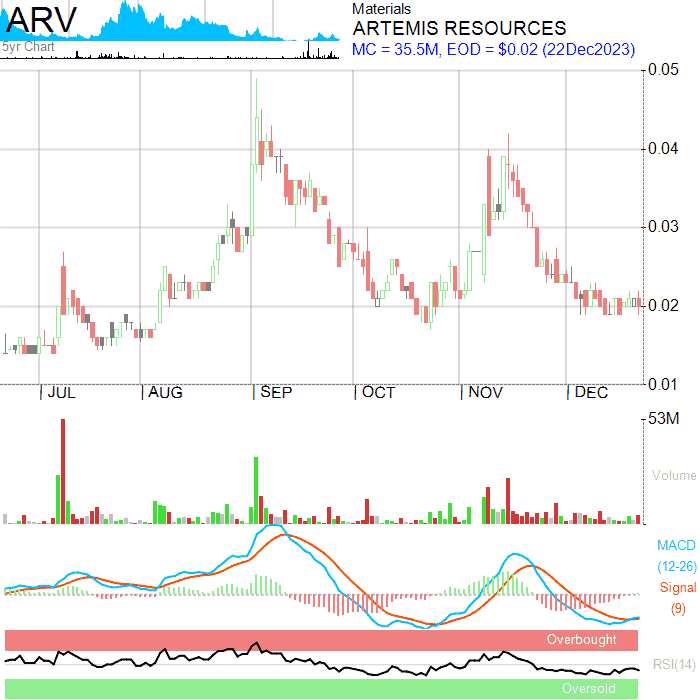 ARV
5yr Chart
Materials
ARTEMIS RESOURCES
MC = 35.5M, EOD = $0.02 (22Dec2023)
0.05
0.04
0.03
0.02
0.01
JUL AUG SEP OCT NOV DEC
53M
Volume
MACD
(12-26)
Signal
(9)
Overbought
RSI(14)
Oversold